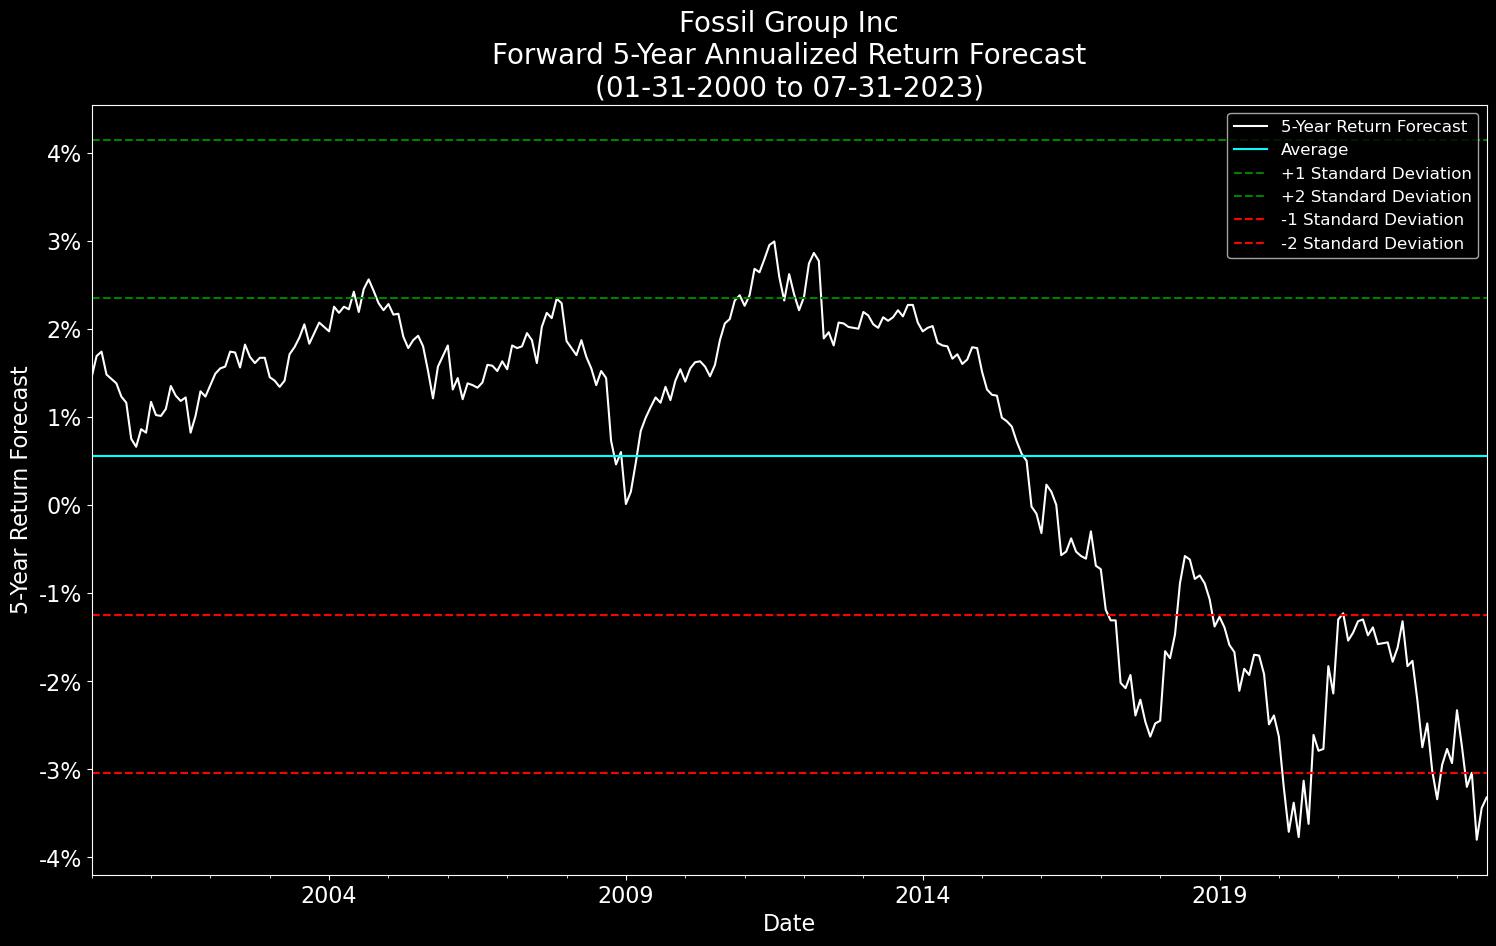 Fossil Group Inc
Forward 5-Year Annualized Return Forecast
(01-31-2000 to 07-31-2023)
5-Year Return Forecast
Average
+1 Standard Deviation
+2 Standard Deviation
-1 Standard Deviation
-2 Standard Deviation
4%
3%
2%
1%
0%
-1%
-2%
-3%
-4%
5-Year Return Forecast
2004
2009
2014
2019
Date